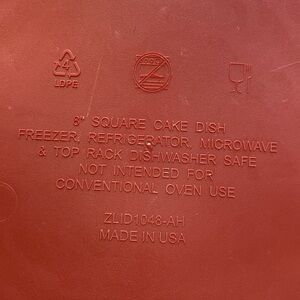 4
LDPE
8" SQUARE CAKE DISH
FREEZER, REFRIGERATOR, MICROWAVE
& TOP RACK DISHWASHER SAFE
NOT INTENDED FOR
CONVENTIONAL OVEN USE
ZLID1048-AH
MADE IN USA